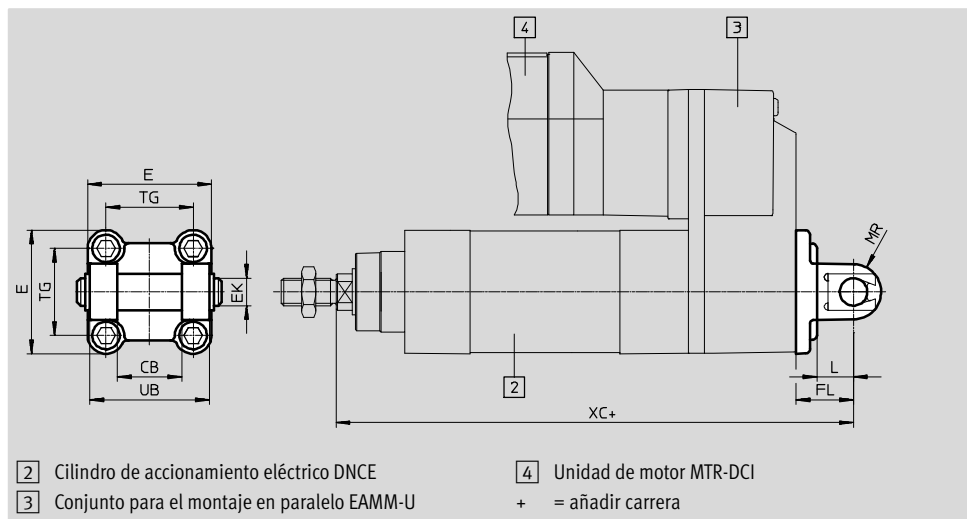 4
3
E
TG
E
TG
EK
CB
UB
MR
2
L
FL
XC+
2 Cilindro de accionamiento eléctrico DNCE
3 Conjunto para el montaje en paralelo EAMM-U
4 Unidad de motor MTR-DCI
+ = añadir carrera